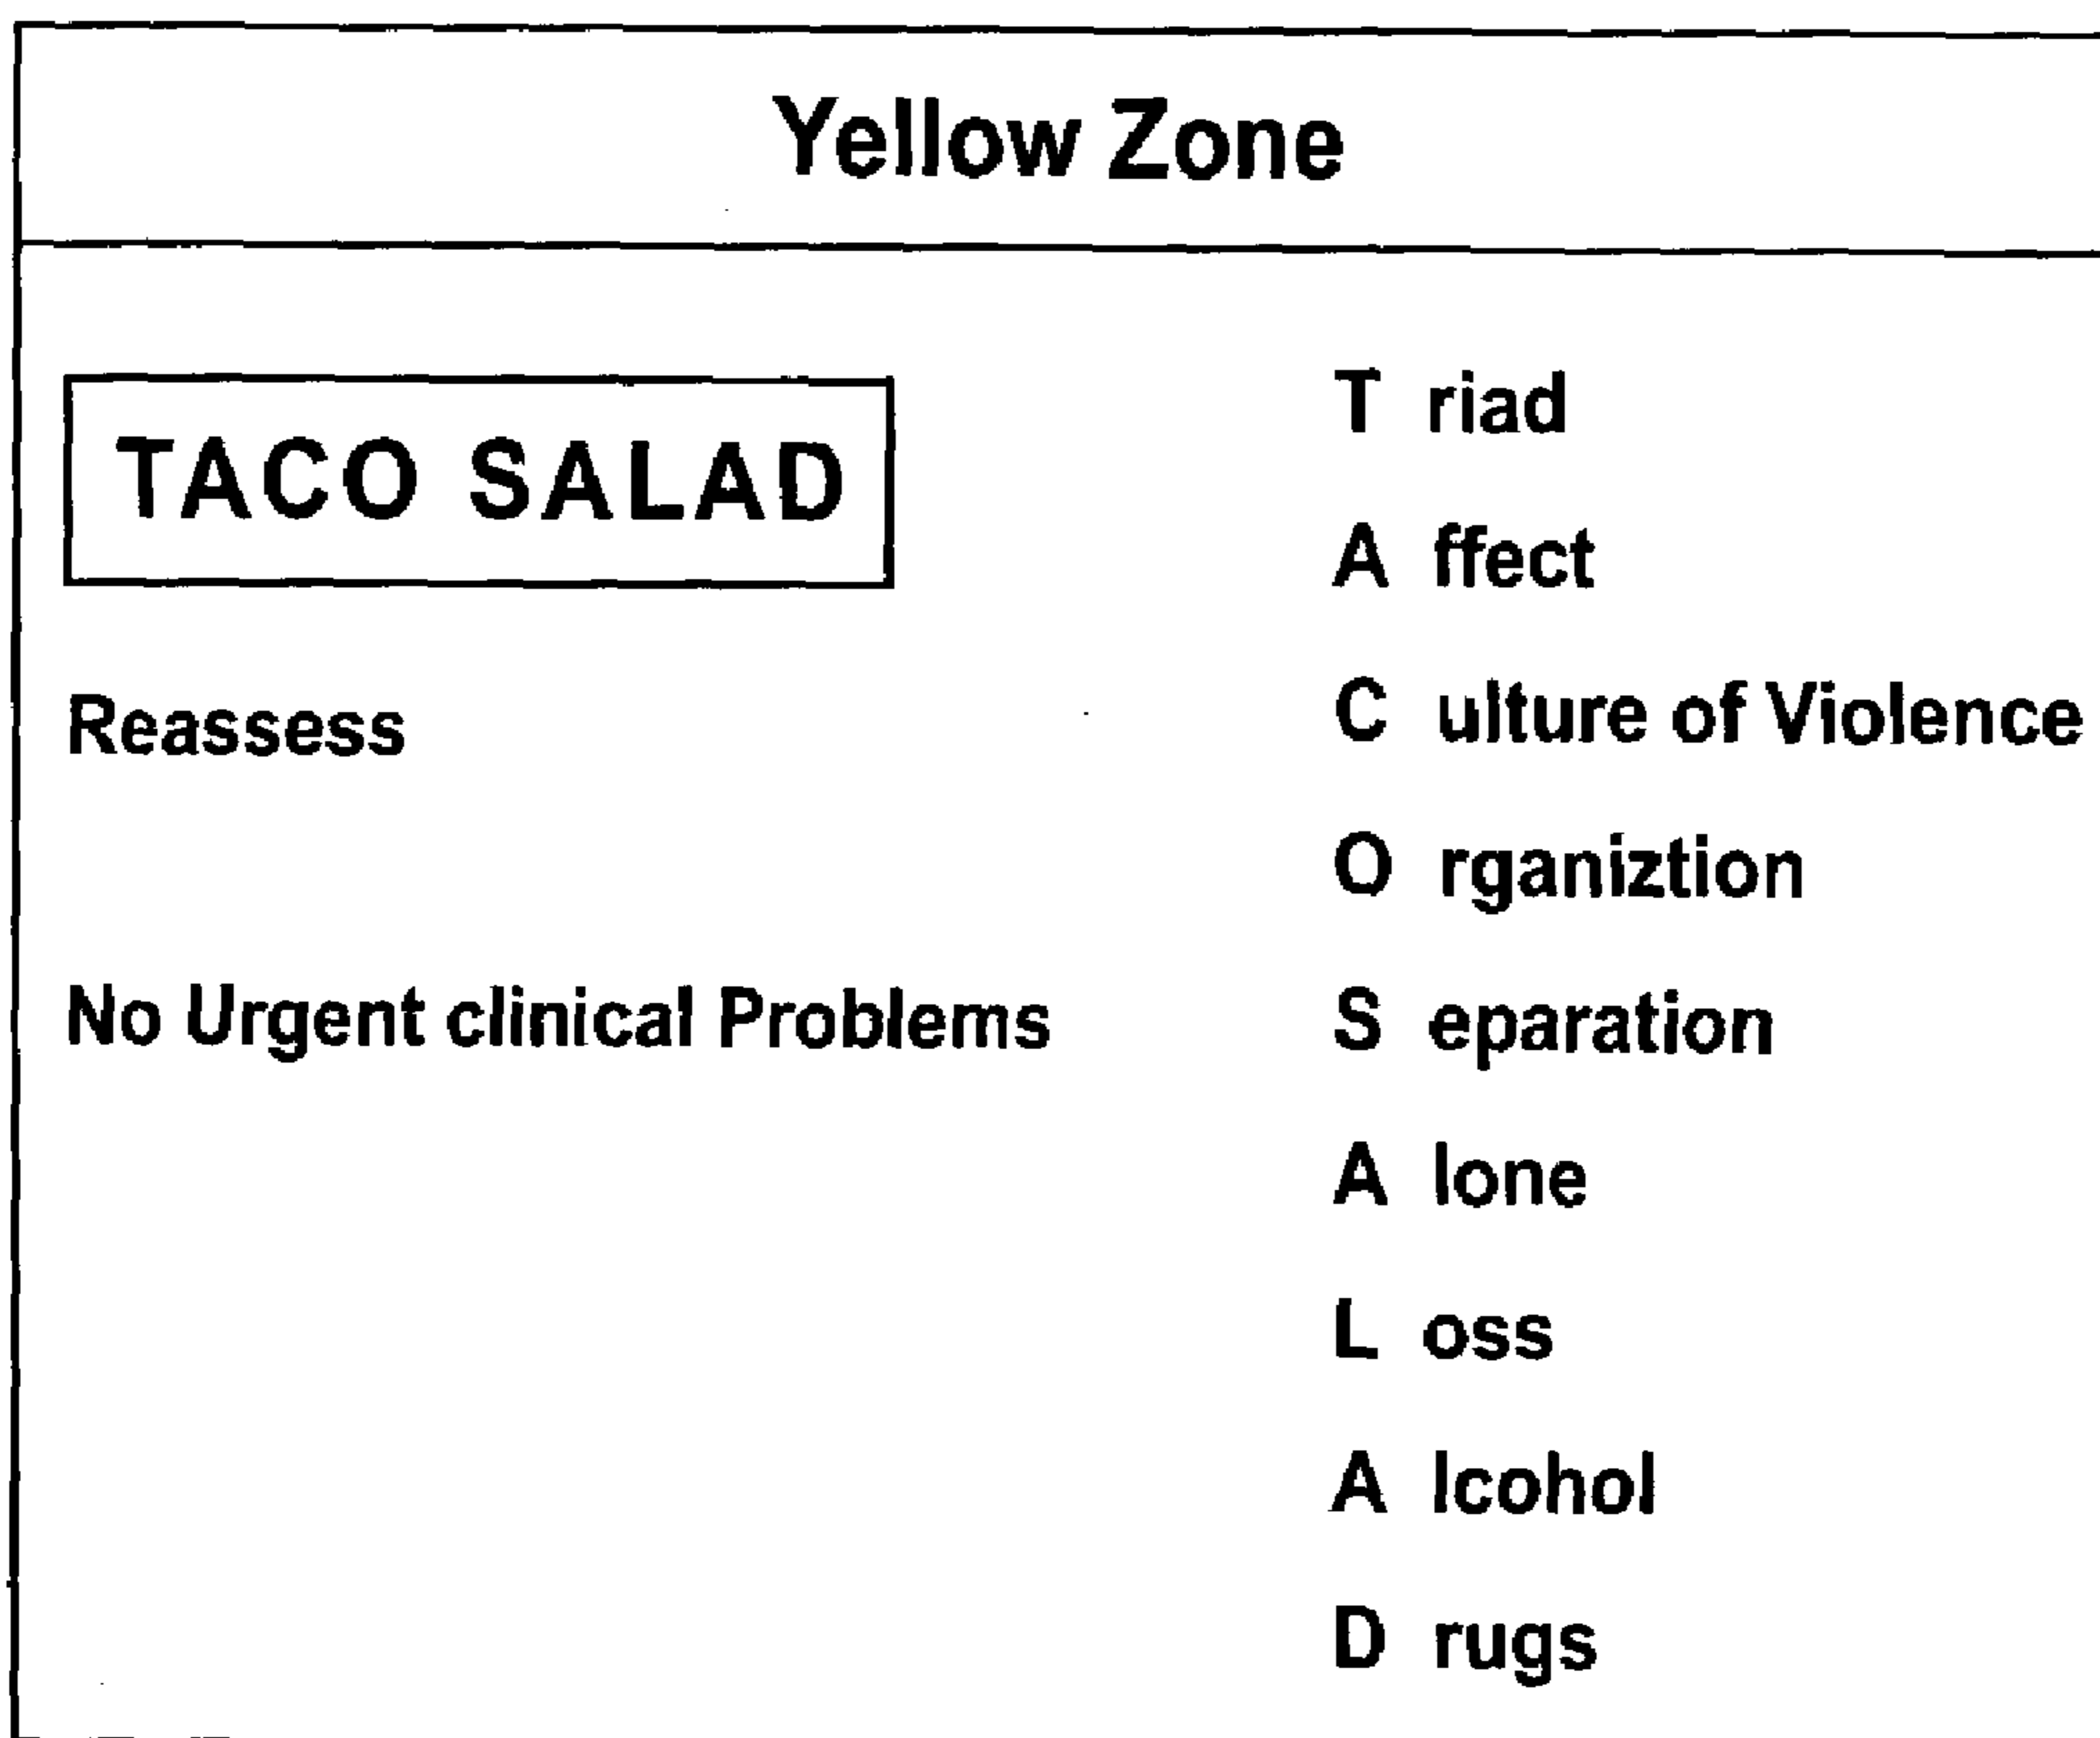 Yellow Zone
TACO SALAD
Reassess
No Urgent clinical Problems
T riad
A ffect
C ulture of Violence
O rganiztion
S eparation
A lone
L oss
A lcohol
D rugs